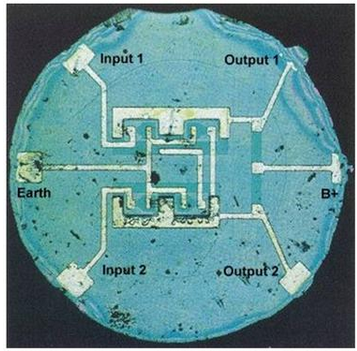 Input 1
Output 1
Earth
B+
Input 2
Output 2